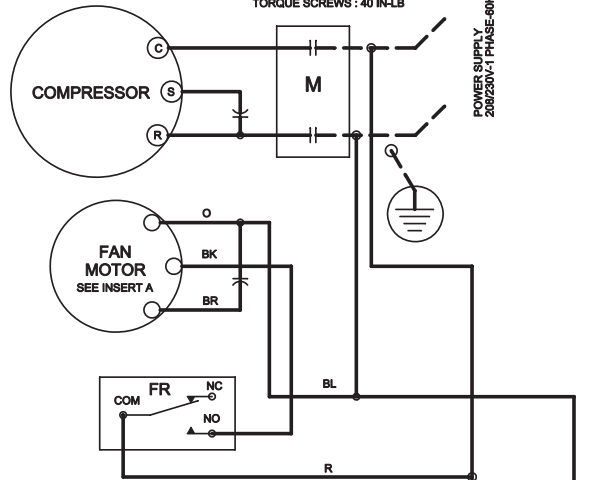 TORQUE SCREWS : 40 IN-LB
POWER SUPPLY
208/230V-1 PHASE-60H
C
COMPRESSOR
S
M
R
O
FAN
MOTOR
SEE INSERT A
BK
BR
FR
NC
COM
NO
BL
R